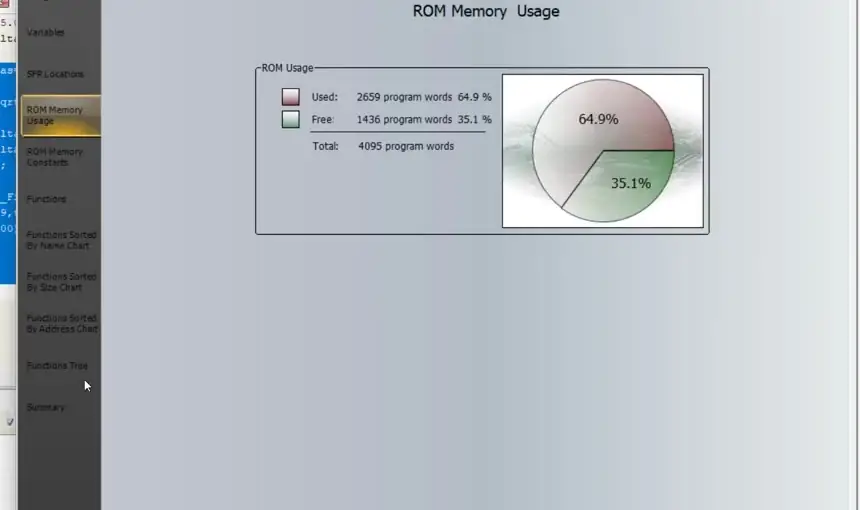 ROM Memory Usage
Variables
SFR Locations
ROM Memory
Usage
ROM Memory
Constants
Functions
Functions Sorted
By Name Chart
Functions Sorted
By Size Chart
Functions Sorted
By Address Chart
Functions Tree
Summary
ROM Usage
Used: 2659 program words 64.9 %
Free: 1436 program words 35.1 %
Total: 4095 program words
64.9%
35.1%